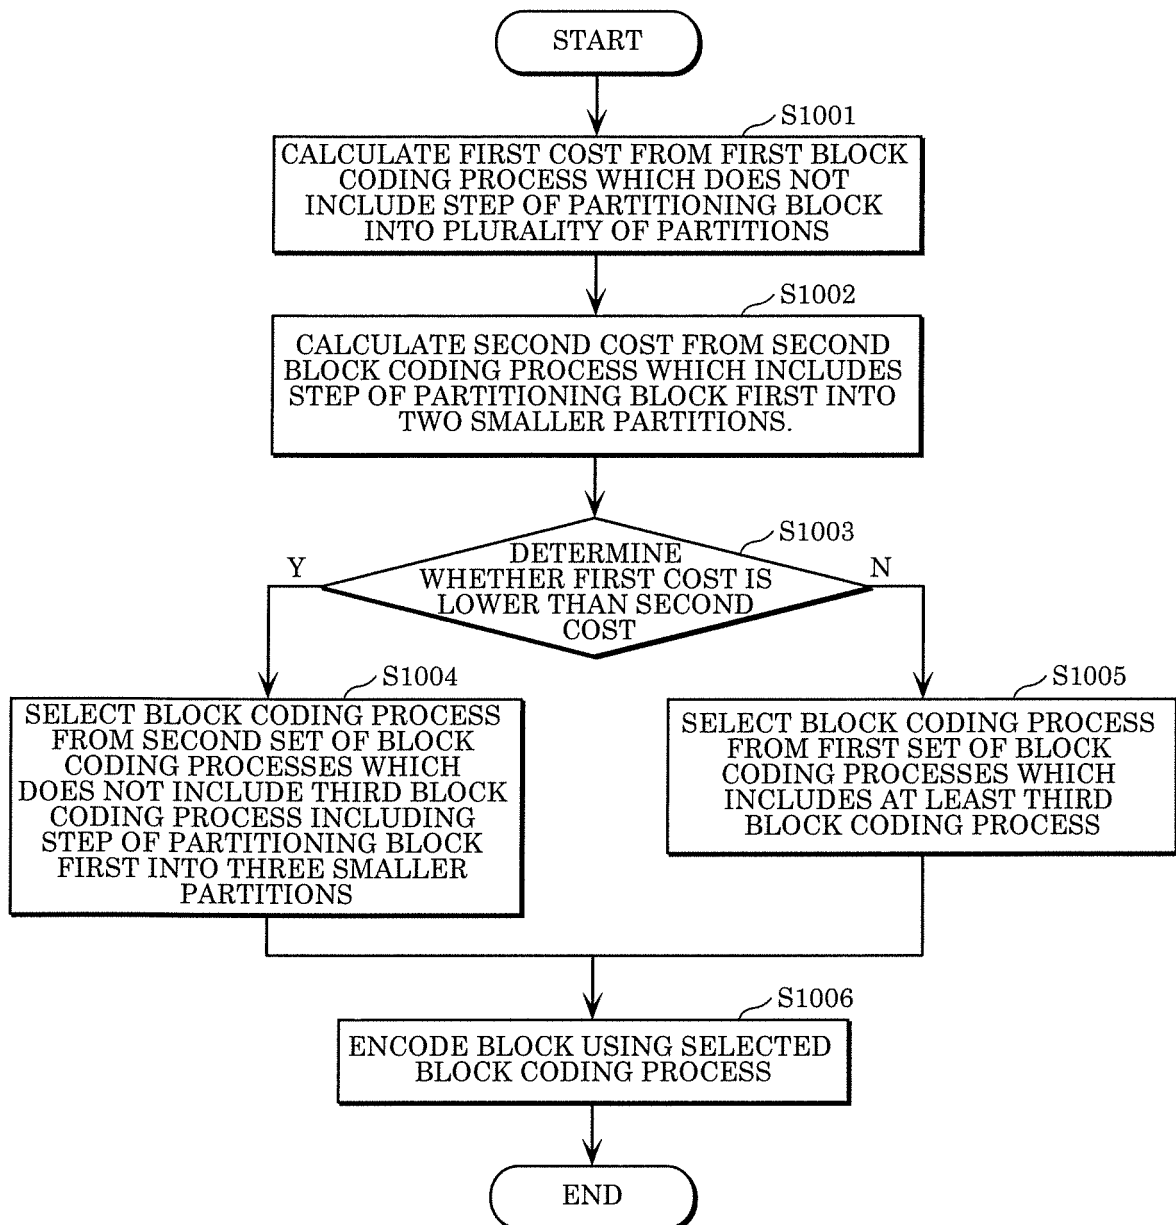 START
S1001
CALCULATE FIRST COST FROM FIRST BLOCK
CODING PROCESS WHICH DOES NOT
INCLUDE STEP OF PARTITIONING BLOCK
INTO PLURALITY OF PARTITIONS
S1002
CALCULATE SECOND COST FROM SECOND
BLOCK CODING PROCESS WHICH INCLUDES
STEP OF PARTITIONING BLOCK FIRST INTO
TWO SMALLER PARTITIONS.
S1003
DETERMINE
WHETHER FIRST COST IS
LOWER THAN SECOND
COST
Y
N
S1004
SELECT BLOCK CODING PROCESS
FROM SECOND SET OF BLOCK
CODING PROCESSES WHICH
DOES NOT INCLUDE THIRD BLOCK
CODING PROCESS INCLUDING
STEP OF PARTITIONING BLOCK
FIRST INTO THREE SMALLER
PARTITIONS
S1005
SELECT BLOCK CODING PROCESS
FROM FIRST SET OF BLOCK
CODING PROCESSES WHICH
INCLUDES AT LEAST THIRD
BLOCK CODING PROCESS
S1006
ENCODE BLOCK USING SELECTED
BLOCK CODING PROCESS
END